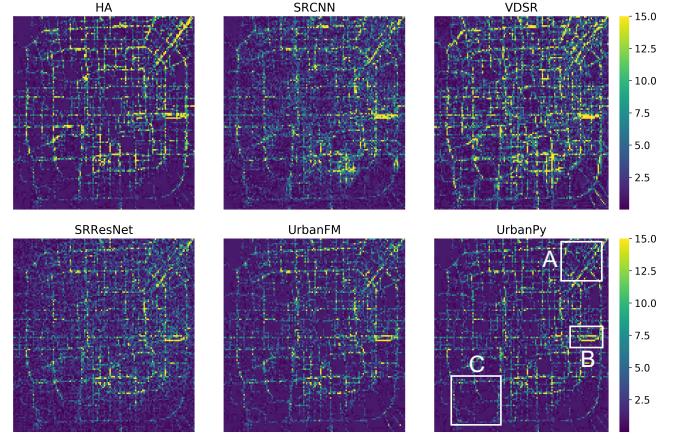 HA
SRCNN
VDSR
15.0
12.5
10.0
7.5
5.0
2.5
SRResNet
UrbanFM
UrbanPy
15.0
12.5
10.0
7.5
5.0
2.5
A
B
C